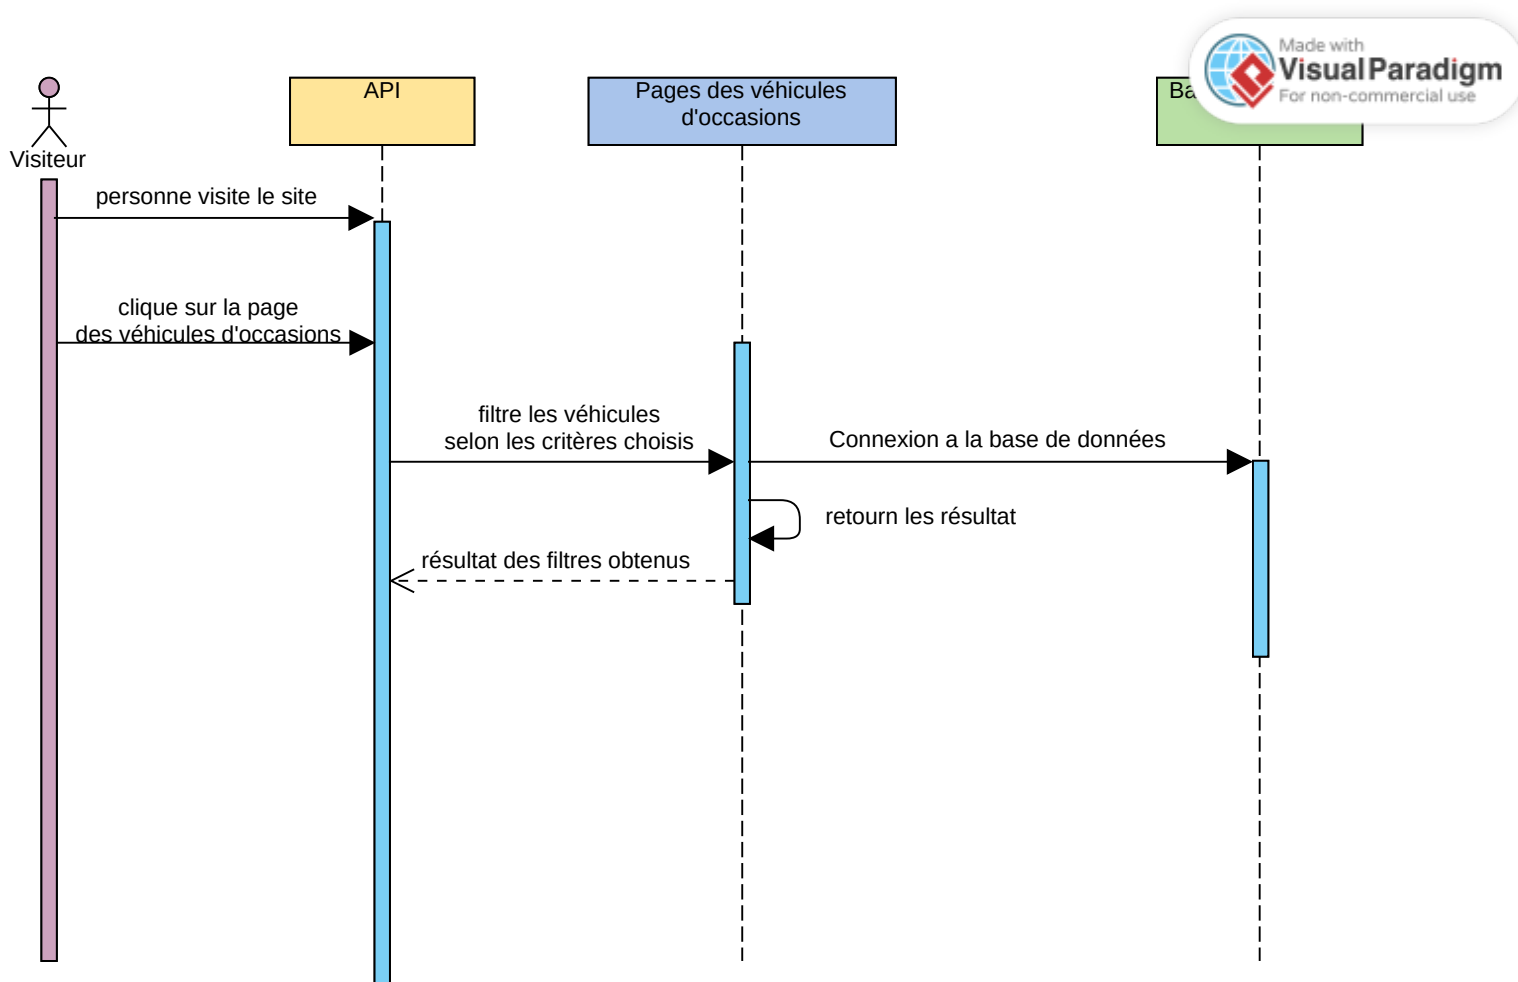 Made with
Visual Paradigm
For non-commercial use
API
Pages des véhicules
d'occasions
Visiteur
personne visite le site
clique sur la page
des véhicules d'occasions
filtre les véhicules
selon les critères choisis
Connexion a la base de données
retourn les résultat
résultat des filtres obtenus